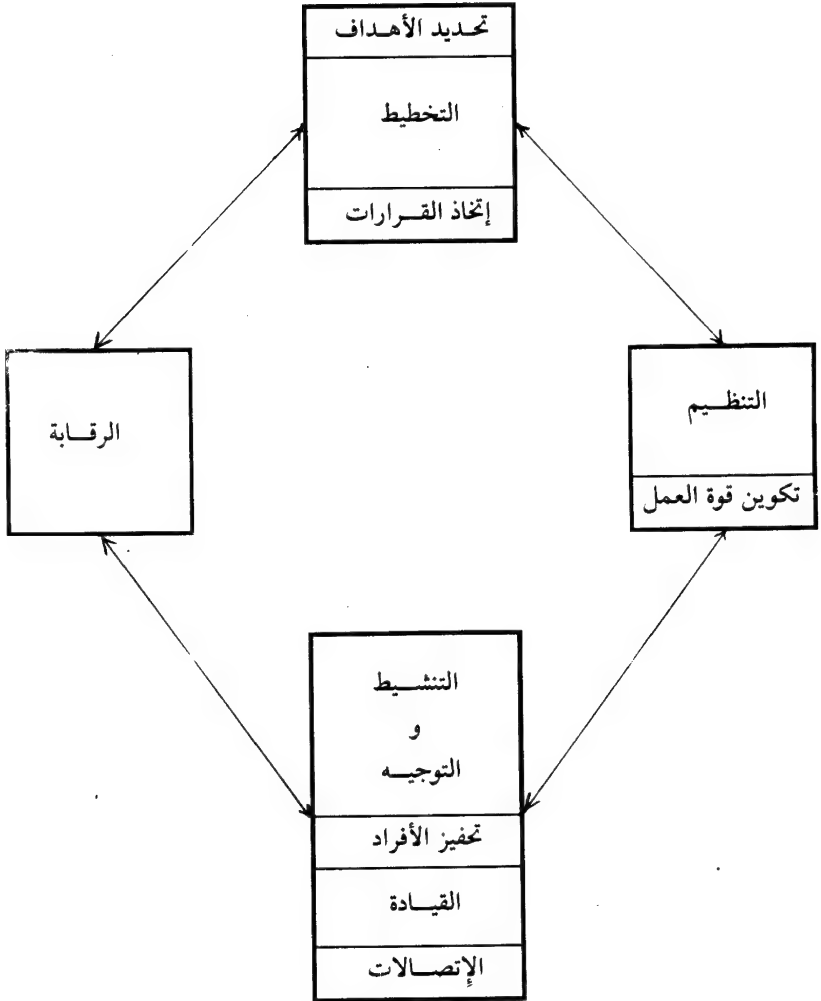 تحديد الأهداف
التخطيط
إتخاذ القرارات
التنظيم
تكوين قوة العمل
الرقابة
التنشيط
و
التوجيه
تحفيز الأفراد
القيادة
الإتصالات